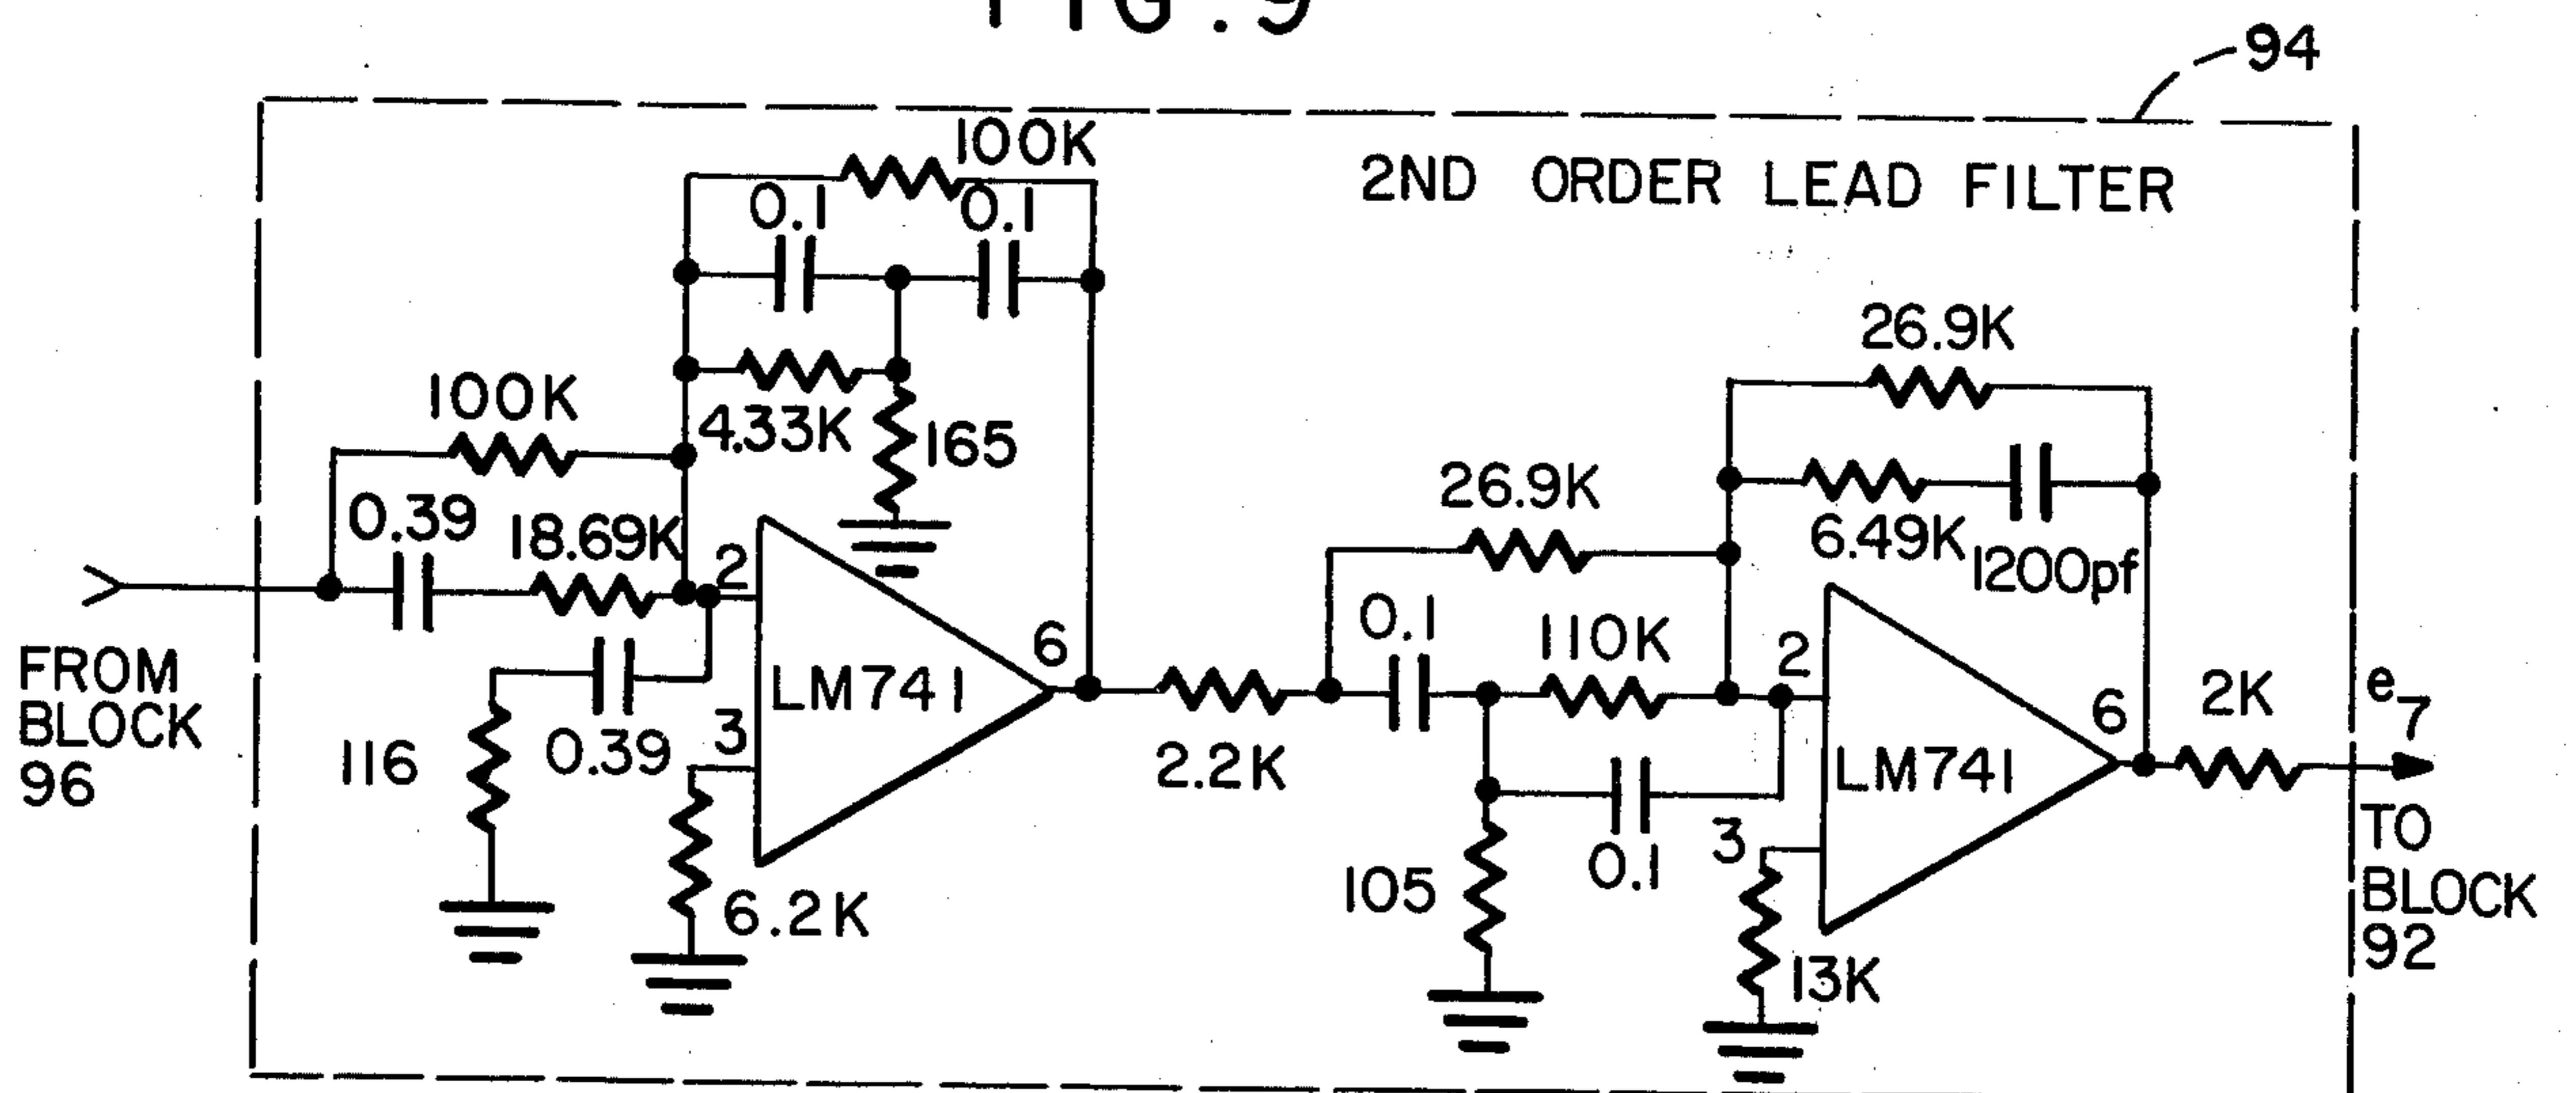 FIG. 9
94
2ND ORDER LEAD FILTER
100K
0.1
0.1
4.33K
165
100K
0.39
18.69K
2
LM741
6
3
0.39
116
6.2K
FROM
BLOCK
96
2.2K
26.9K
0.1
110K
105
0.1
26.9K
6.49K
1200pf
2
LM741
6
3
13K
2K
e7
TO
BLOCK
92